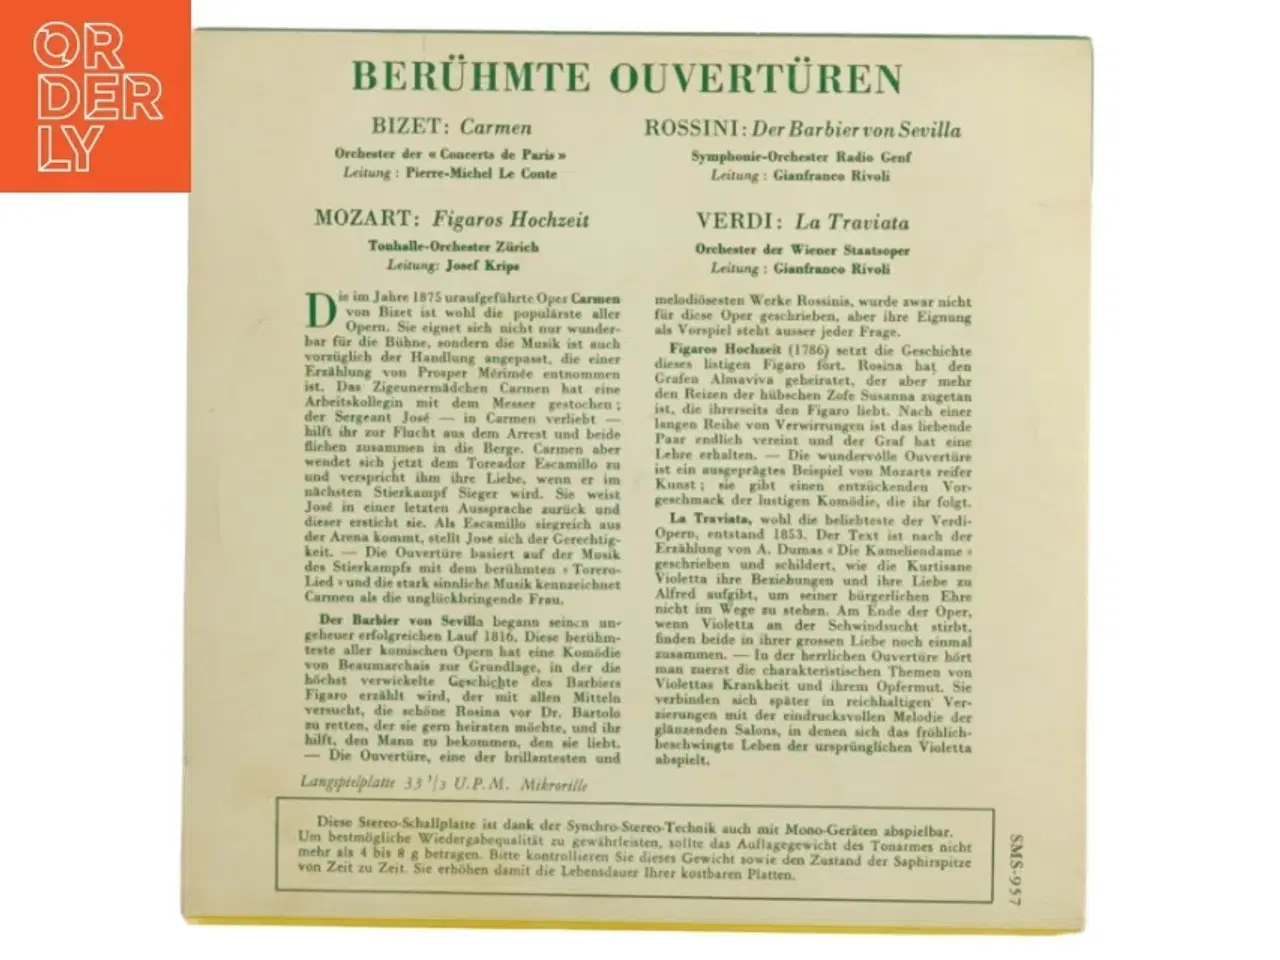 OR
DER
LY
BERÜHMTE OUVERTÜREN
BIZET: Carmen
Orchester der « Concerts de Paris »
Leitung : Pierre-Michel Le Conte
ROSSINI: Der Barbier von Sevilla
Symphonie-Orchester Radio Genf
Leitung : Gianfranco Rivoli
MOZART: Figaros Hochzeit
Tonhalle-Orchester Zürich
Leitung: Josef Krips
VERDI: La Traviata
Orchester der Wiener Staatsoper
Leitung : Gianfranco Rivoli
Die im Jahre 1875 uraufgeführte Oper Carmen
von Bizet ist wohl die populärste aller
Opern. Sie eignet sich nicht nur wunder-
bar für die Bühne, sondern die Musik ist auch
vorzüglich der Handlung angepasst, die einer
Erzählung von Prosper Mérimée entnommen
ist. Das Zigeunermädchen Carmen hat eine
Arbeitskollegin mit dem Messer gestochen ;
der Sergeant José — in Carmen verliebt —
hilft ihr zur Flucht aus dem Arrest und beide
fliehen zusammen in die Berge. Carmen aber
wendet sich jetzt dem Toreador Escamillo zu
und verspricht ihm ihre Liebe, wenn er im
nächsten Stierkampf Sieger wird. Sie weist
José in einer letzten Aussprache zurück und
dieser ersticht sie. Als Escamillo siegreich aus
der Arena kommt, stellt José sich der Gerechtig-
keit. — Die Ouvertüre basiert auf der Musik
des Stierkampfs mit dem berühmten « Torero-
Lied » und die stark sinnliche Musik kennzeichnet
Carmen als die unglückbringende Frau.
Der Barbier von Sevilla begann seinen un-
geheuer erfolgreichen Lauf 1816. Diese berühm-
teste aller komischen Opern hat eine Komödie
von Beaumarchais zur Grundlage, in der die
höchst verwickelte Geschichte des Barbiers
Figaro erzählt wird, der mit allen Mitteln
versucht, die schöne Rosina vor Dr. Bartolo
zu retten, der sie gern heiraten möchte, und ihr
hilft, den Mann zu bekommen, den sie liebt.
— Die Ouvertüre, eine der brillantesten und
melodiösesten Werke Rossinis, wurde zwar nicht
für diese Oper geschrieben, aber ihre Eignung
als Vorspiel steht ausser jeder Frage.
Figaros Hochzeit (1786) setzt die Geschichte
dieses listigen Figaro fort. Rosina hat den
Grafen Almaviva geheiratet, der aber mehr
den Reizen der hübschen Zofe Susanna zugetan
ist, die ihrerseits den Figaro liebt. Nach einer
langen Reihe von Verwirrungen ist das liebende
Paar endlich vereint und der Graf hat eine
Lehre erhalten. — Die wundervolle Ouvertüre
ist ein ausgeprägtes Beispiel von Mozarts reifer
Kunst ; sie gibt einen entzückenden Vor-
geschmack der lustigen Komödie, die ihr folgt.
La Traviata, wohl die beliebteste der Verdi-
Opern, entstand 1853. Der Text ist nach der
Erzählung von A. Dumas « Die Kameliendame »
geschrieben und schildert, wie die Kurtisane
Violetta ihre Beziehungen und ihre Liebe zu
Alfred aufgibt, um seiner bürgerlichen Ehre
nicht im Wege zu stehen. Am Ende der Oper,
wenn Violetta an der Schwindsucht stirbt,
finden beide in ihrer grossen Liebe noch einmal
zusammen. — In der herrlichen Ouvertüre hört
man zuerst die charakteristischen Themen von
Violettas Krankheit und ihrem Opfermut. Sie
verbinden sich später in reichhaltigen Ver-
zierungen mit der eindrucksvollen Melodie der
glänzenden Salons, in denen sich das fröhlich-
beschwingte Leben der ursprünglichen Violetta
abspielt.
Langspielplatte 33 1/3 U.P.M. Mikrorille
Diese Stereo-Schallplatte ist dank der Synchro-Stereo-Technik auch mit Mono-Geräten abspielbar.
Um bestmögliche Wiedergabequalität zu gewährleisten, sollte das Auflagegewicht des Tonarmes nicht
mehr als 4 bis 8 g betragen. Bitte kontrollieren Sie dieses Gewicht sowie den Zustand der Saphirspitze
von Zeit zu Zeit. Sie erhöhen damit die Lebensdauer Ihrer kostbaren Platten.
SMS-957